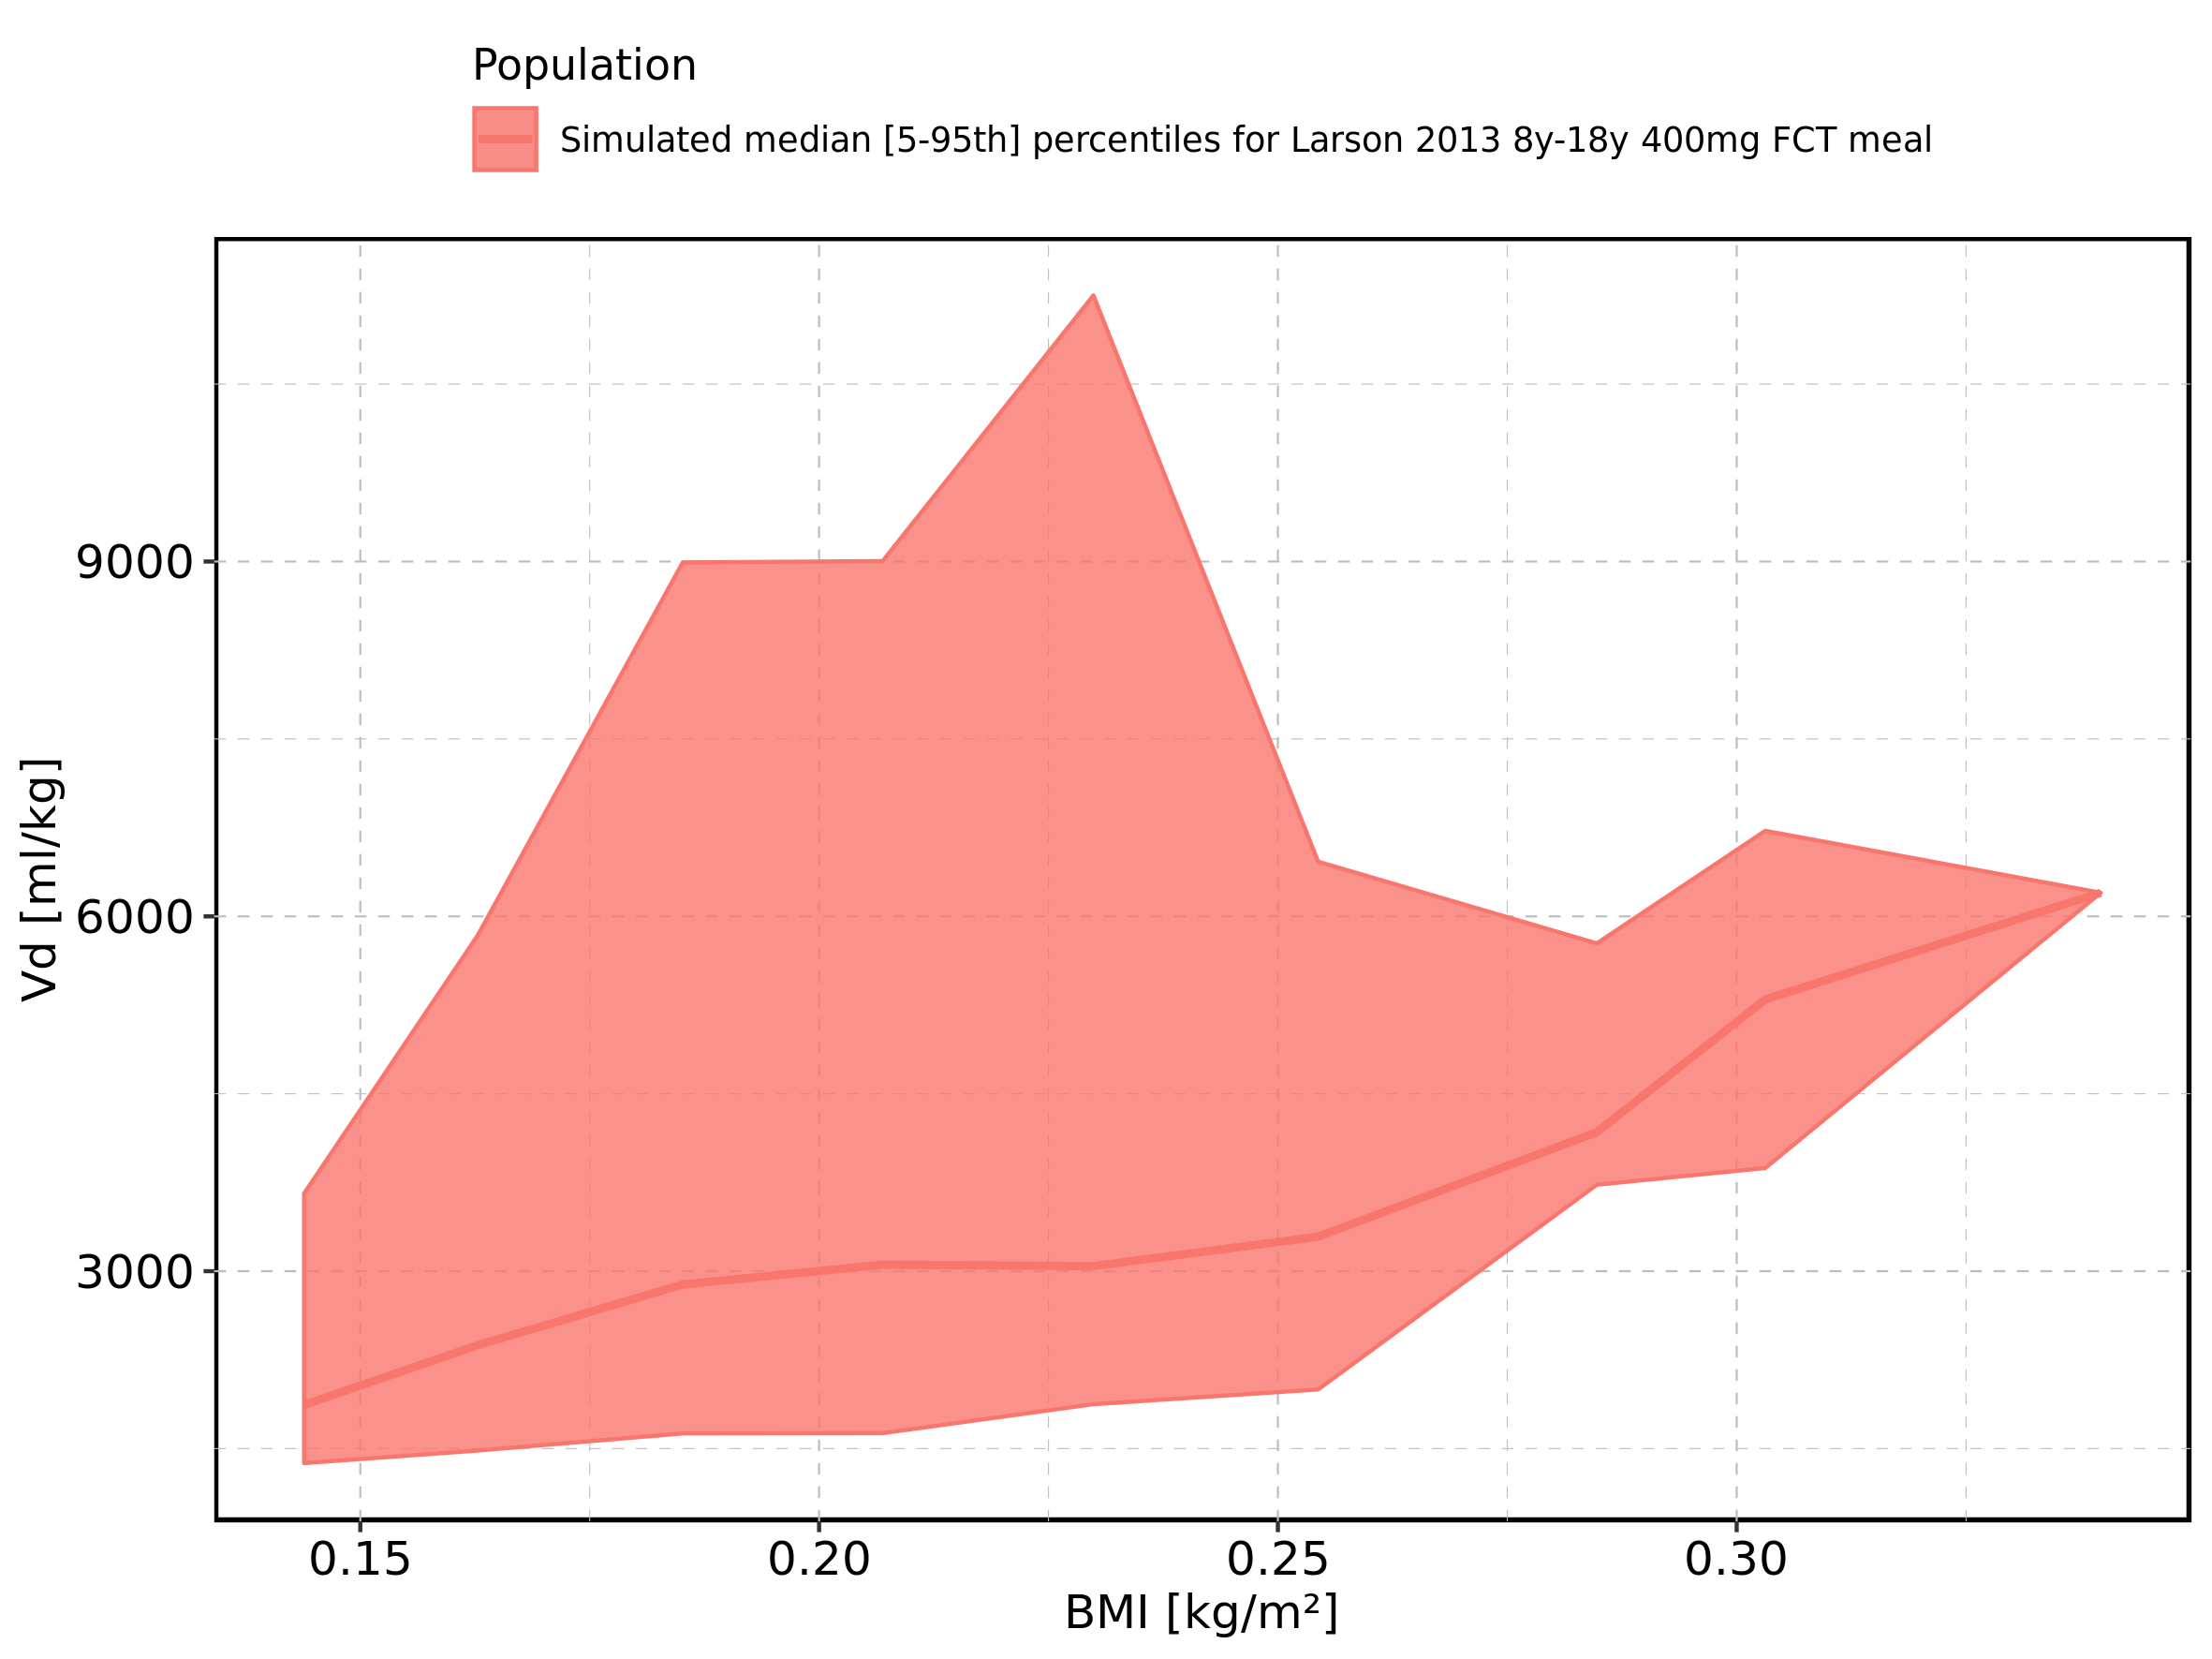 Population
Simulated median [5-95th] percentiles for Larson 2013 8y-18y 400mg FCT meal
Vd [ml/kg]
9000
6000
3000
0.15 0.20 0.25 0.30
BMI [kg/m²]